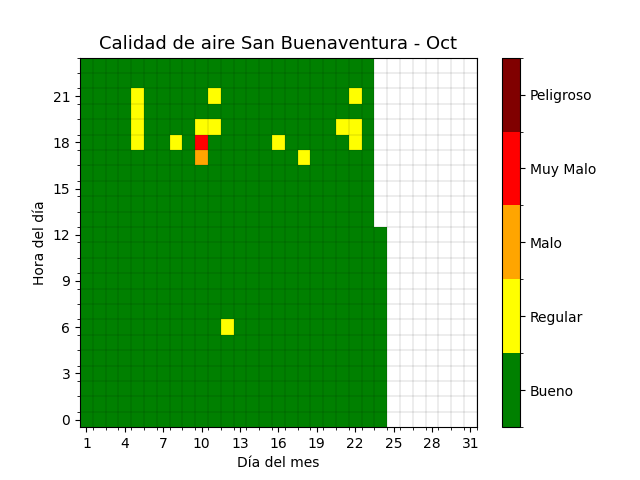 Calidad de aire San Buenaventura - Oct
Hora del día
21
18
15
12
9
6
3
0
1 4 7 10 13 16 19 22 25 28 31
Día del mes
Peligroso
Muy Malo
Malo
Regular
Bueno